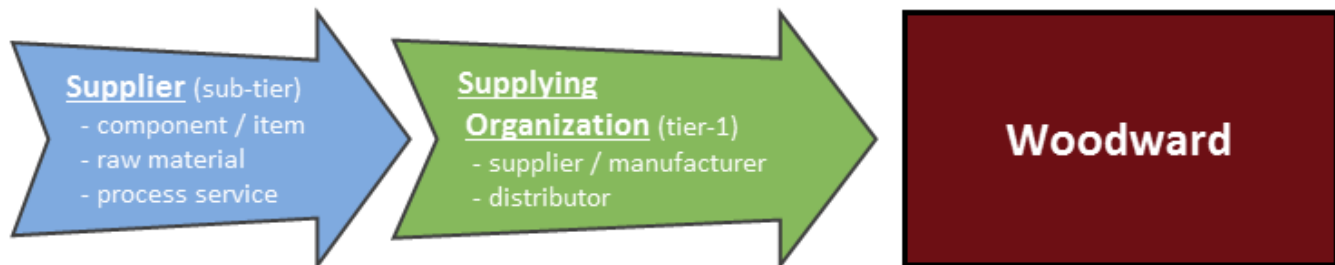 Supplier (sub-tier)
- component / item
- raw material
- process service
Supplying
Organization (tier-1)
- supplier / manufacturer
- distributor
Woodward